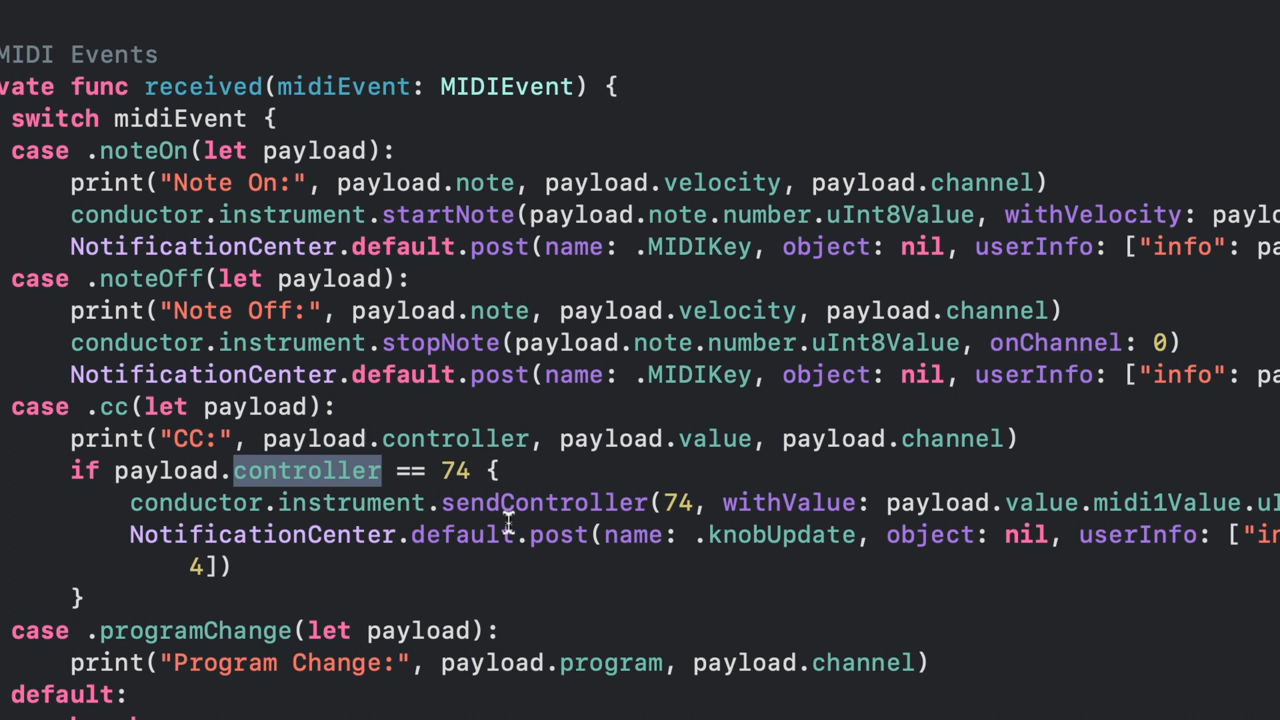 MIDI Events
vate func received(midiEvent: MIDIEvent) {
switch midiEvent {
case .noteOn(let payload):
print("Note On:", payload.note, payload.velocity, payload.channel)
conductor.instrument.startNote(payload.note.number.uInt8Value, withVelocity: paylo
NotificationCenter.default.post(name: .MIDIKey, object: nil, userInfo: ["info": pa
case .noteOff(let payload):
print("Note Off:", payload.note, payload.velocity, payload.channel)
conductor.instrument.stopNote(payload.note.number.uInt8Value, onChannel: 0)
NotificationCenter.default.post(name: .MIDIKey, object: nil, userInfo: ["info": pa
case .cc(let payload):
print("CC:", payload.controller, payload.value, payload.channel)
if payload.controller == 74 {
conductor.instrument.sendController(74, withValue: payload.value.midi1Value.uI
NotificationCenter.default.post(name: .knobUpdate, object: nil, userInfo: ["in
4])
}
case .programChange(let payload):
print("Program Change:", payload.program, payload.channel)
default: